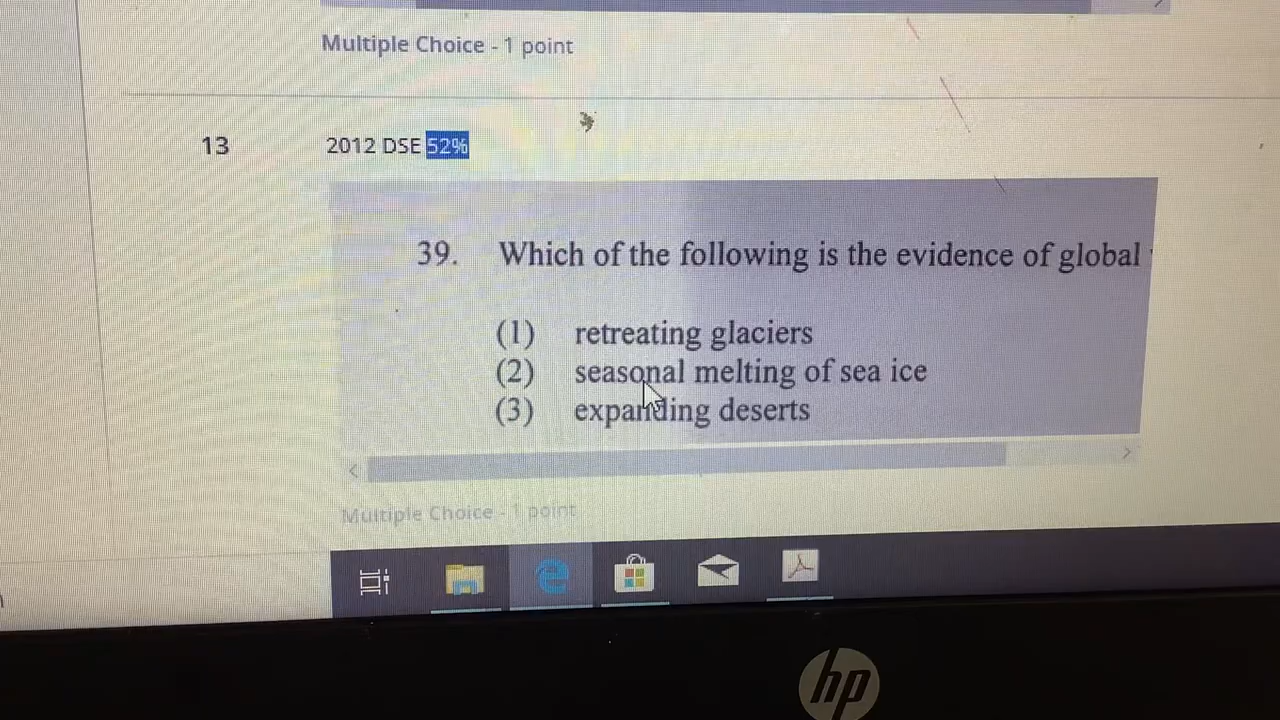 Multiple Choice - 1 point
13 2012 DSE 52%
39. Which of the following is the evidence of global
(1) retreating glaciers
(2) seasonal melting of sea ice
(3) expanding deserts
Multiple Choice - 1 point
hp